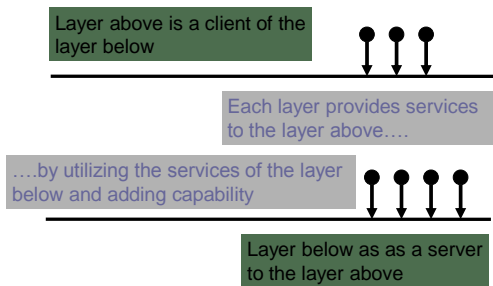 Layer above is a client of the
layer below
Each layer provides services
to the layer above….
….by utilizing the services of the layer
below and adding capability
Layer below as as a server
to the layer above